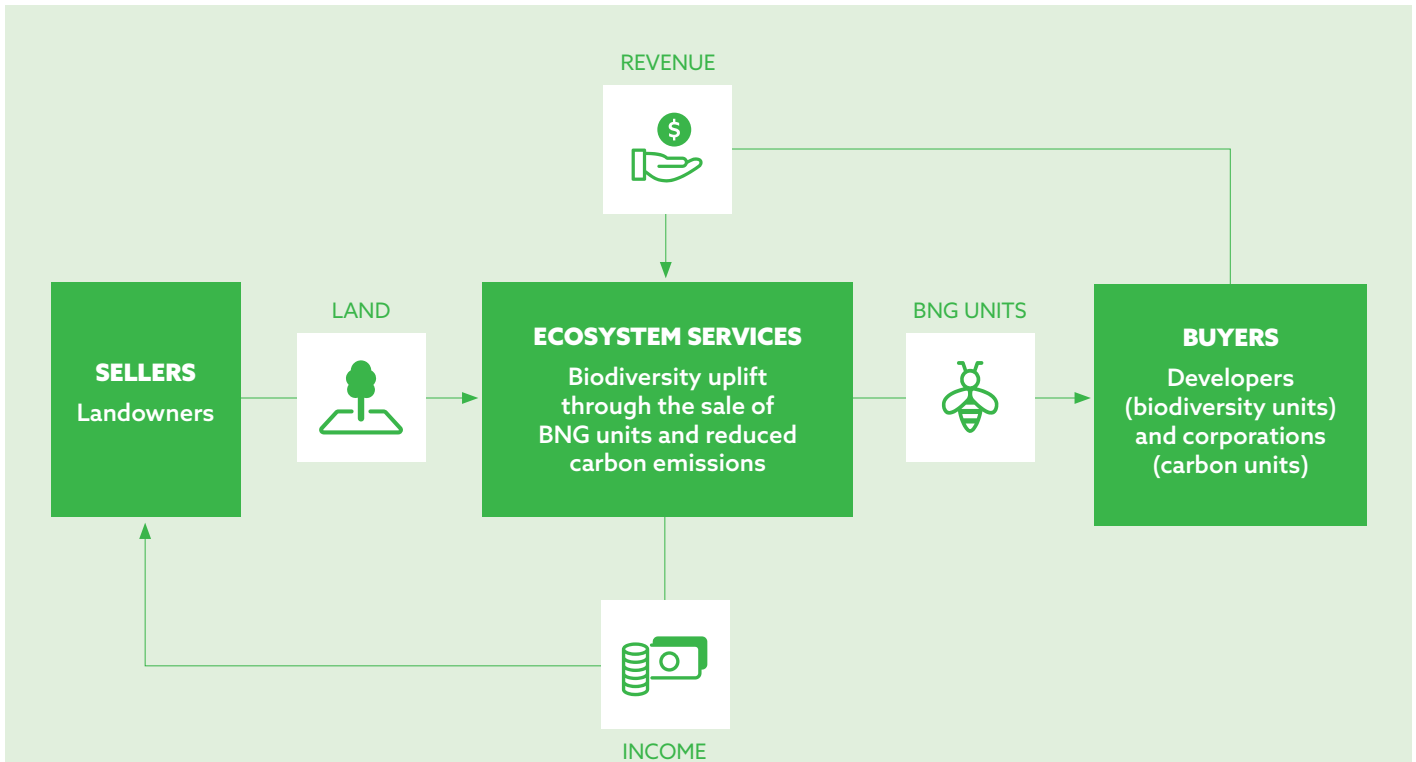 REVENUE
$
LAND
BNG UNITS
SELLERS
Landowners
ECOSYSTEM SERVICES
Biodiversity uplift
through the sale of
BNG units and reduced
carbon emissions
BUYERS
Developers
(biodiversity units)
and corporations
(carbon units)
INCOME